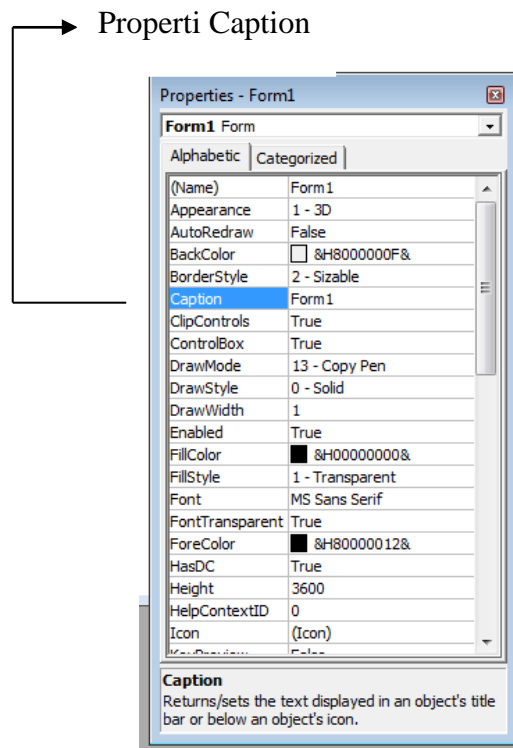 Properti Caption
Properties - Form1
Form1 Form
Alphabetic Categorized
(Name) Form1
Appearance 1 - 3D
AutoRedraw False
BackColor &H8000000F&
BorderStyle 2 - Sizable
Caption Form1
ClipControls True
ControlBox True
DrawMode 13 - Copy Pen
DrawStyle 0 - Solid
DrawWidth 1
Enabled True
FillColor &H00000000&
FillStyle 1 - Transparent
Font MS Sans Serif
FontTransparent True
ForeColor &H80000012&
HasDC True
Height 3600
HelpContextID 0
Icon (Icon)
KeyPreview False
Caption
Returns/sets the text displayed in an object's title
bar or below an object's icon.